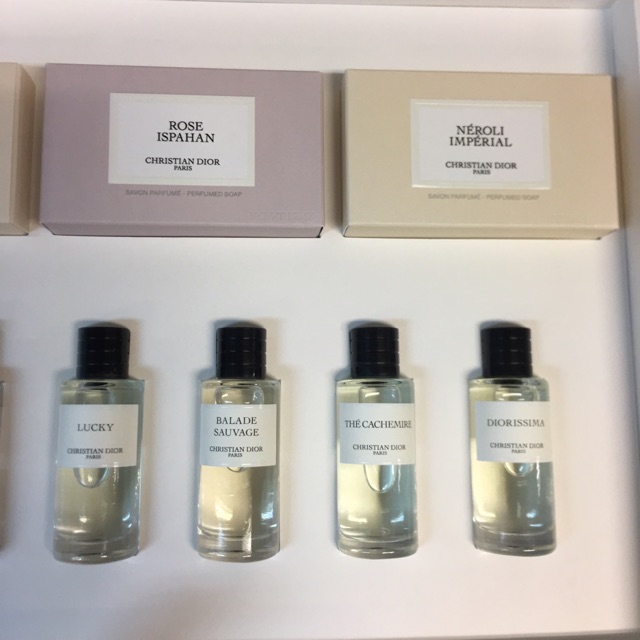 ROSE
ISPAHAN
CHRISTIAN DIOR
PARIS
SAVON PARFUMÉ - PERFUMED SOAP
NÉROLI
IMPÉRIAL
CHRISTIAN DIOR
PARIS
SAVON PARFUMÉ - PERFUMED SOAP
LUCKY
CHRISTIAN DIOR
PARIS
BALADE
SAUVAGE
CHRISTIAN DIOR
PARIS
THÉ CACHEMIRE
CHRISTIAN DIOR
PARIS
DIORISSIMA
CHRISTIAN DIOR
PARIS